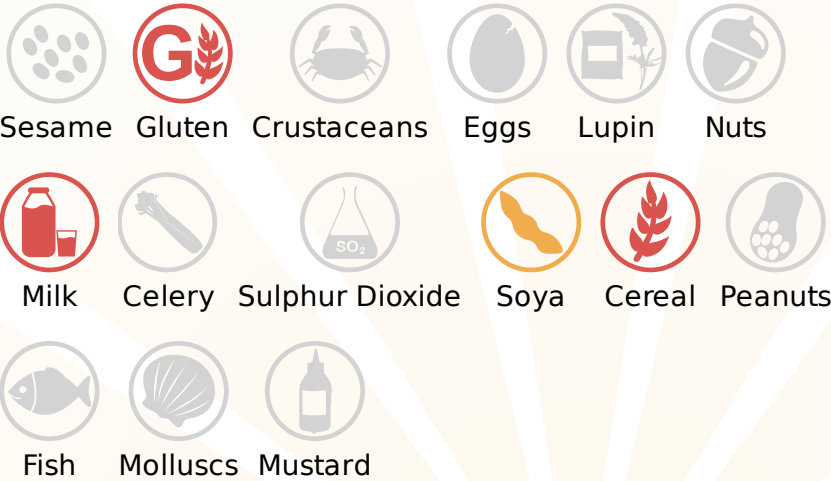 G
Sesame Gluten Crustaceans Eggs Lupin Nuts
SO₂
Milk Celery Sulphur Dioxide Soya Cereal Peanuts
Fish Molluscs Mustard